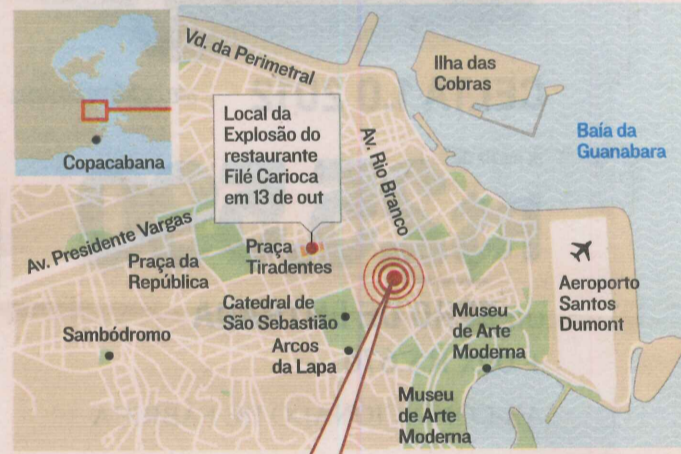 Vd. da Perimetral
Ilha das
Cobras
Baía da
Guanabara
Copacabana
Local da
Explosão do
restaurante
Filé Carioca
em 13 de out
Av. Rio Branco
Av. Presidente Vargas
Praça da
República
Praça
Tiradentes
Aeroporto
Santos
Dumont
Catedral de
São Sebastião
Arcos
da Lapa
Sambódromo
Museu
de Arte
Moderna
Museu
de Arte
Moderna